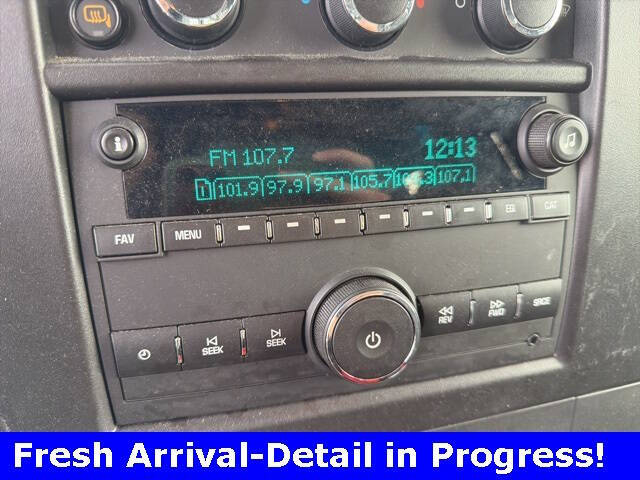 FM 107.7 12:13
1 101.9 97.9 97.1 105.7 107.1
FAV MENU EQ CAT
SEEK SEEK REV FWD SRCE
Fresh Arrival-Detail in Progress!